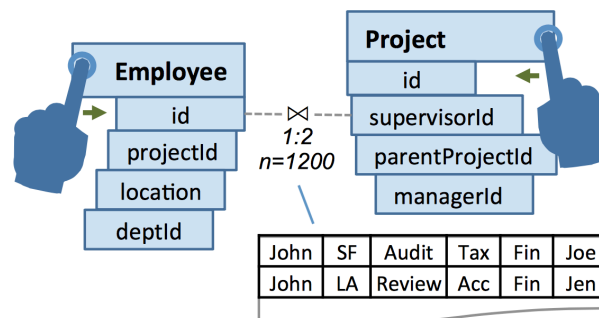 Project
Employee
id
id
⋈
supervisorId
1:2
projectId
parentProjectId
n=1200
location
managerId
deptId
John SF Audit Tax Fin Joe
John LA Review Acc Fin Jen